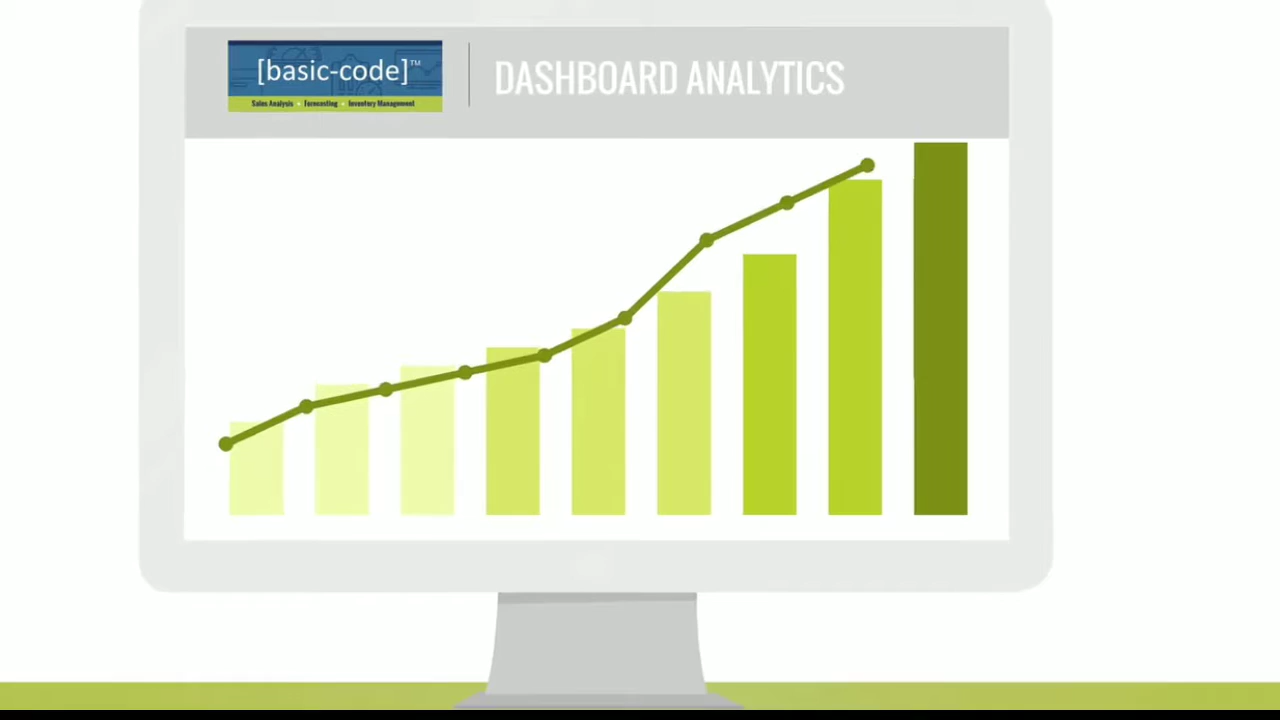 [basic-code]™
Sales Analysis • Forecasting • Inventory Management
DASHBOARD ANALYTICS